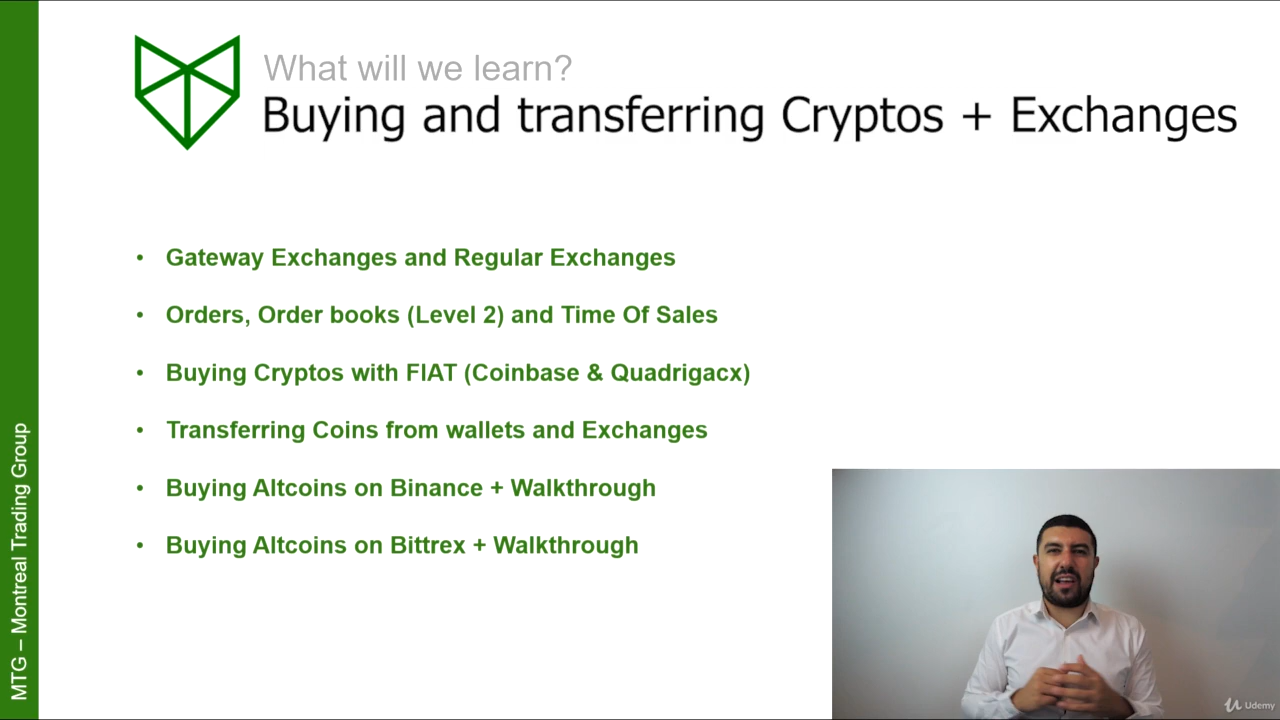 What will we learn?
Buying and transferring Cryptos + Exchanges
• Gateway Exchanges and Regular Exchanges
• Orders, Order books (Level 2) and Time Of Sales
• Buying Cryptos with FIAT (Coinbase & Quadrigacx)
• Transferring Coins from wallets and Exchanges
• Buying Altcoins on Binance + Walkthrough
• Buying Altcoins on Bittrex + Walkthrough
MTG – Montreal Trading Group
Udemy